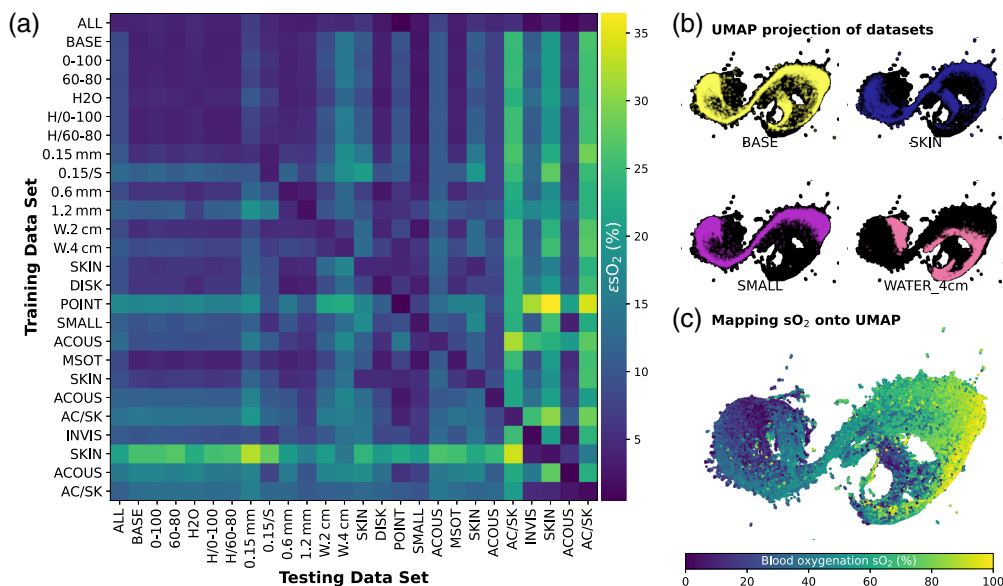 (a)
Training Data Set
ALL
BASE
0-100
60-80
H2O
H/0-100
H/60-80
0.15 mm
0.15/S
0.6 mm
1.2 mm
W.2 cm
W.4 cm
SKIN
DISK
POINT
SMALL
ACOUS
MSOT
SKIN
ACOUS
AC/SK
INVIS
SKIN
ACOUS
AC/SK
ALL
BASE
0-100
60-80
H2O
H/0-100
H/60-80
0.15 mm
0.15/S
0.6 mm
1.2 mm
W.2 cm
W.4 cm
SKIN
DISK
POINT
SMALL
ACOUS
MSOT
SKIN
ACOUS
AC/SK
INVIS
SKIN
ACOUS
AC/SK
Testing Data Set
εsO₂ (%)
35
30
25
20
15
10
5
(b) UMAP projection of datasets
BASE
SKIN
SMALL
WATER_4cm
(c) Mapping sO₂ onto UMAP
Blood oxygenation sO₂ (%)
0 20 40 60 80 100